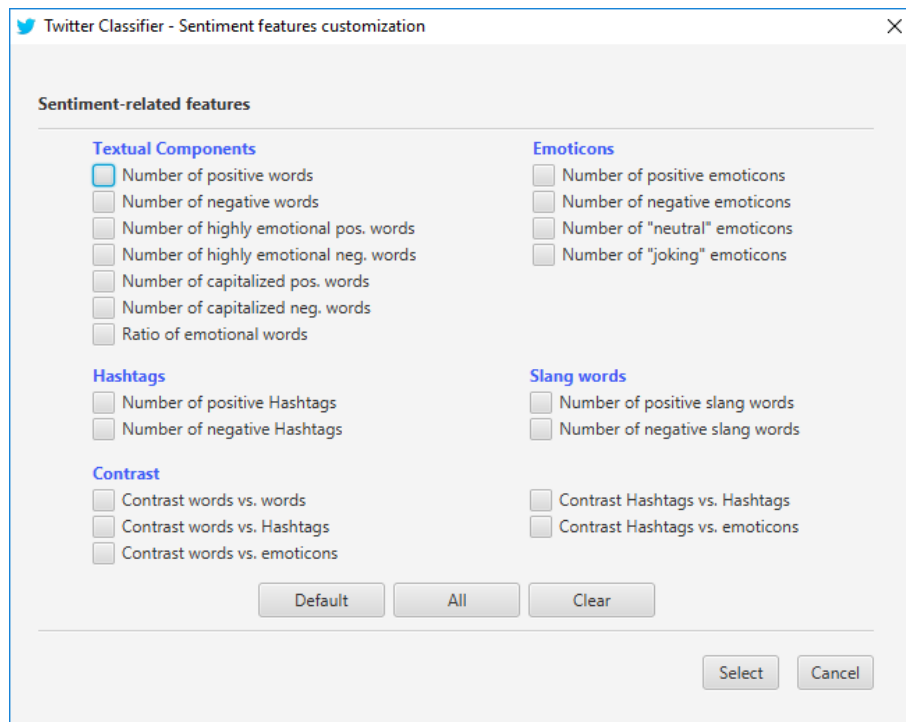 Twitter Classifier - Sentiment features customization
Sentiment-related features
Textual Components
Number of positive words
Number of negative words
Number of highly emotional pos. words
Number of highly emotional neg. words
Number of capitalized pos. words
Number of capitalized neg. words
Ratio of emotional words
Emoticons
Number of positive emoticons
Number of negative emoticons
Number of "neutral" emoticons
Number of "joking" emoticons
Hashtags
Number of positive Hashtags
Number of negative Hashtags
Slang words
Number of positive slang words
Number of negative slang words
Contrast
Contrast words vs. words
Contrast words vs. Hashtags
Contrast words vs. emoticons
Contrast Hashtags vs. Hashtags
Contrast Hashtags vs. emoticons
Default
All
Clear
Select
Cancel